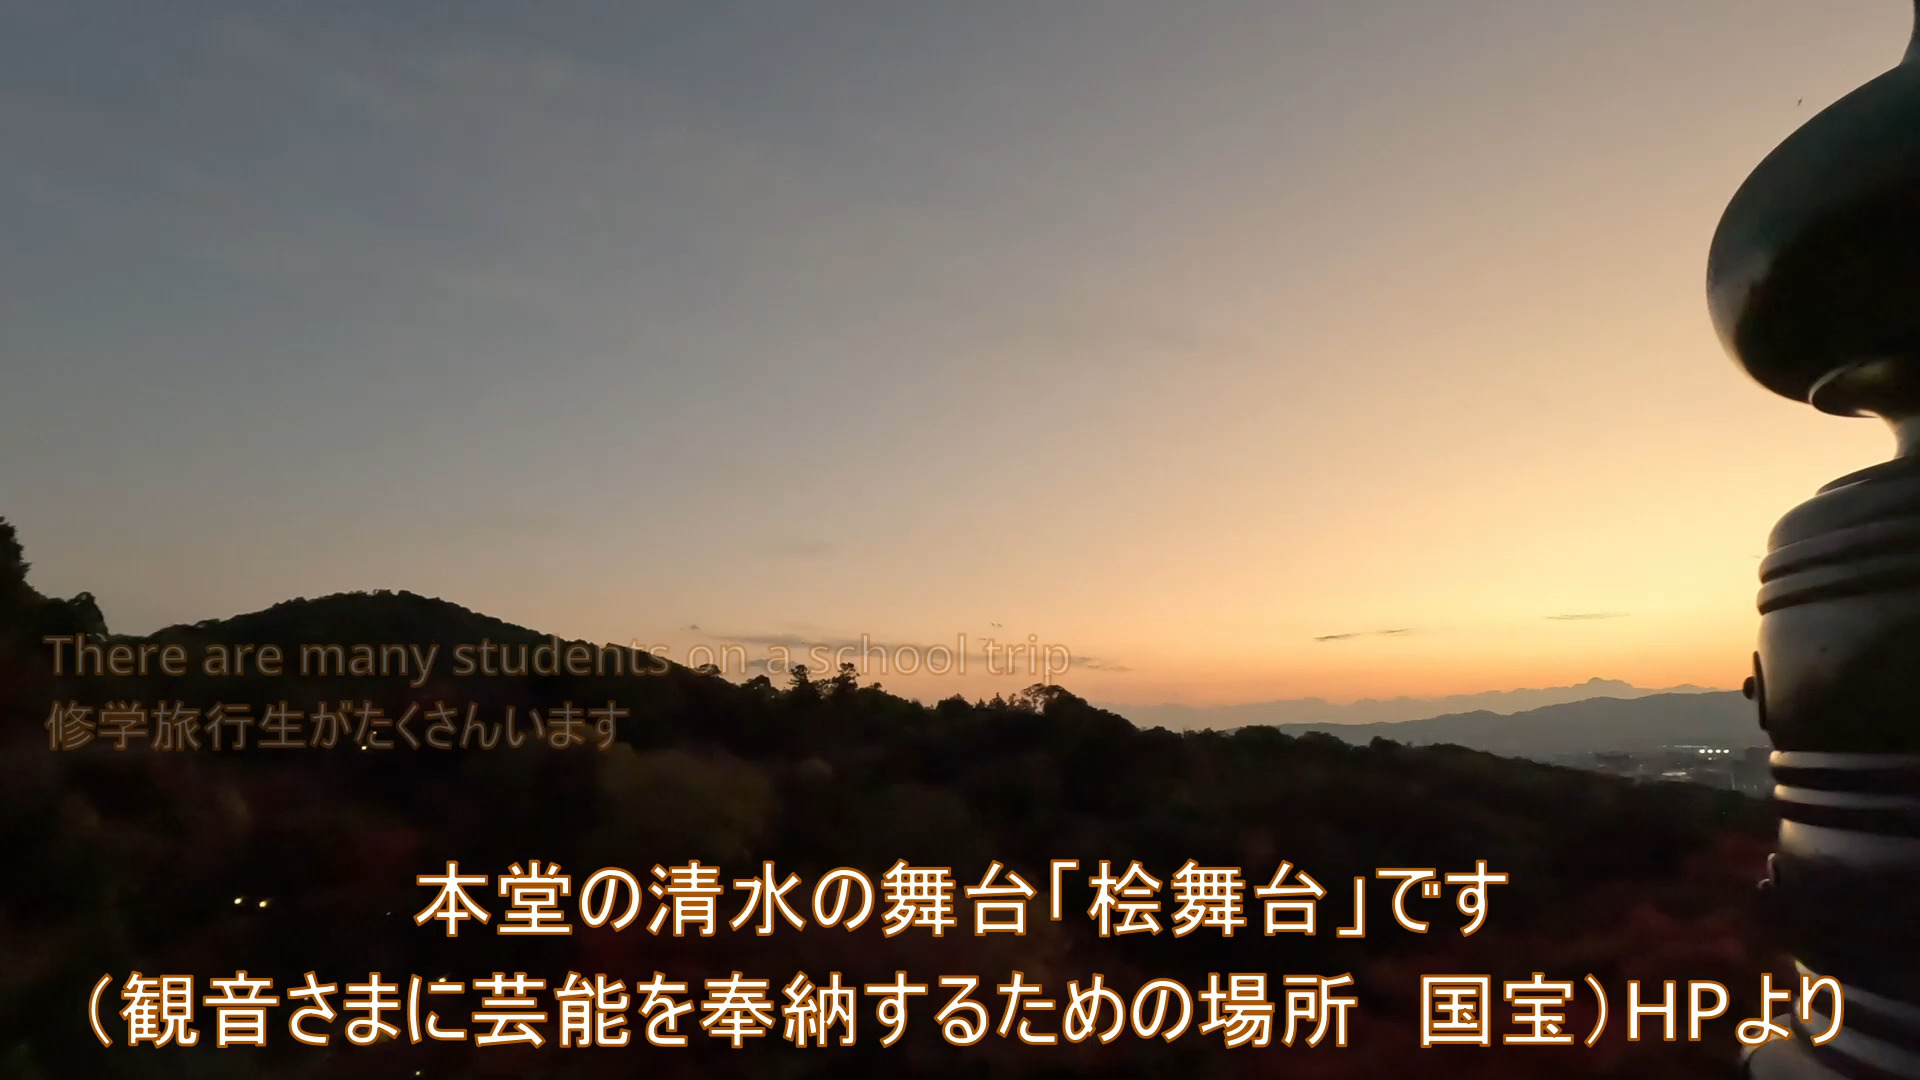 There are many students on a school trip
修学旅行生がたくさんいます
本堂の清水の舞台「桧舞台」です
（観音さまに芸能を奉納するための場所　国宝）HPより